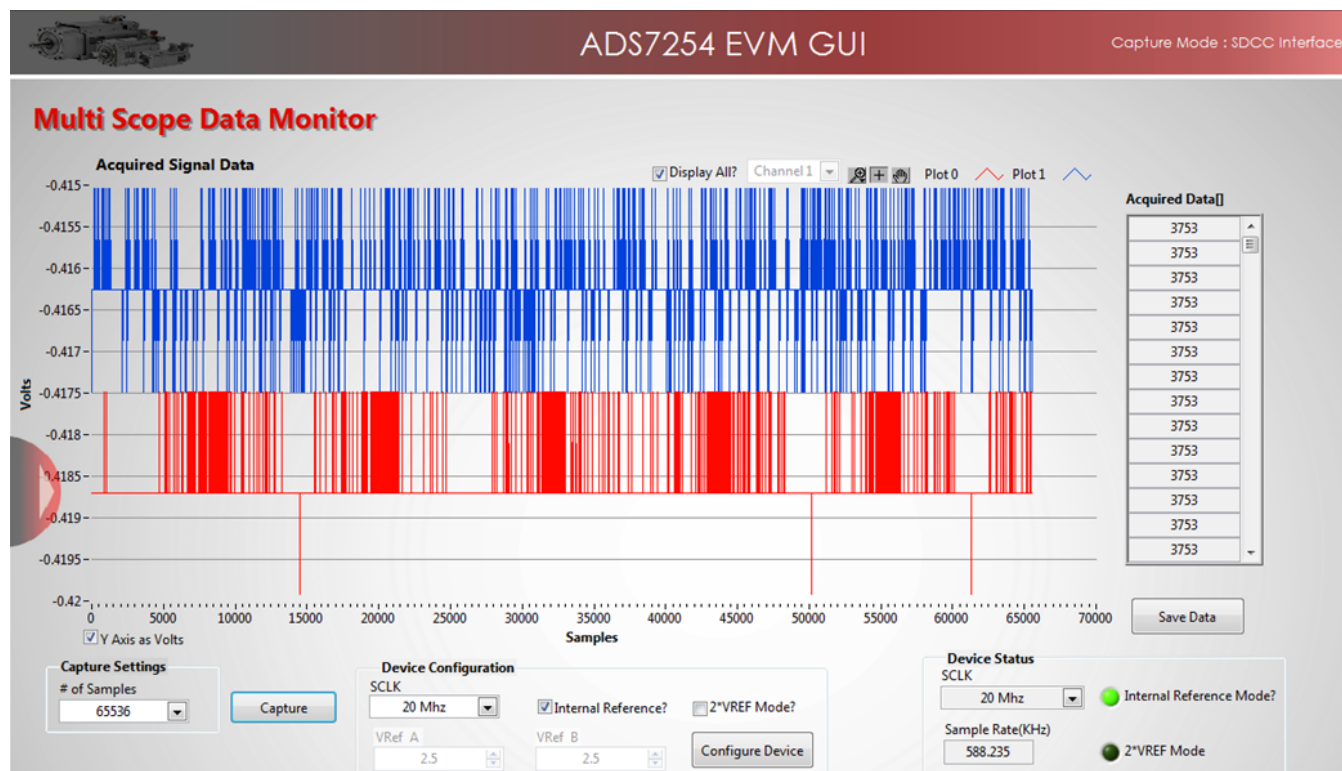 ADS7254 EVM GUI
Capture Mode : SDCC Interface
Multi Scope Data Monitor
Acquired Signal Data
Display All? Channel 1 Plot 0 Plot 1
Acquired Data[]
-0.415
-0.4155
-0.416
-0.4165
-0.417
-0.4175
-0.418
-0.4185
-0.419
-0.4195
-0.42
Volts
0 5000 10000 15000 20000 25000 30000 35000 40000 45000 50000 55000 60000 65000 70000
Samples
Y Axis as Volts
3753
3753
3753
3753
3753
3753
3753
3753
3753
3753
3753
3753
3753
3753
Save Data
Capture Settings
# of Samples
65536
Capture
Device Configuration
SCLK
20 Mhz
Internal Reference?
2*VREF Mode?
VRef A
2.5
VRef B
2.5
Configure Device
Device Status
SCLK
20 Mhz
Internal Reference Mode?
Sample Rate(KHz)
588.235
2*VREF Mode